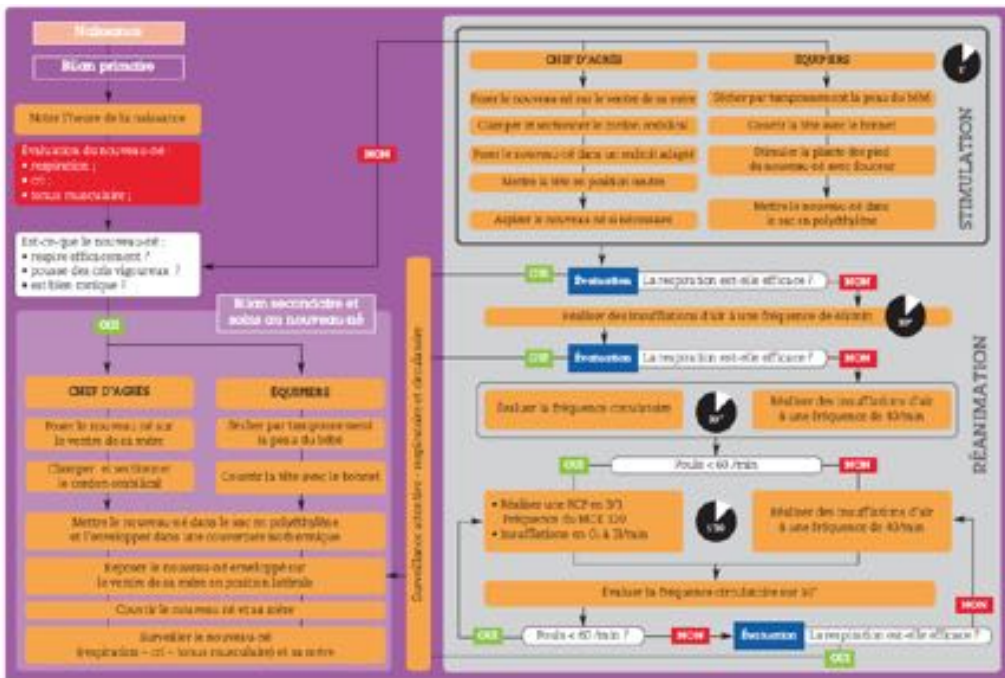 Naissance
Bilan primaire
Noter l'heure de la naissance
Évaluation du nouveau-né
• respiration ;
• cri ;
• tonus musculaire ;
Est-ce-que le nouveau-né :
• respire efficacement ?
• pousse des cris vigoureux ?
• est bien tonique ?
OUI
Bilan secondaire et
soins au nouveau-né
CHEF D'AGRÈS
Poser le nouveau-né sur
le ventre de sa mère
Clamper et sectionner
le cordon ombilical
ÉQUIPIERS
Sécher par tamponnement
la peau du bébé
Couvrir la tête avec le bonnet
Mettre le nouveau-né dans le sac en polyéthylène
et l'envelopper dans une couverture isothermique
Reposer le nouveau-né enveloppé sur
le ventre de sa mère en position latérale
Couvrir le nouveau-né et sa mère
Surveiller le nouveau-né
(respiration – cri – tonus musculaire) et sa mère
NON
CHEF D'AGRÈS
Poser le nouveau-né sur le ventre de sa mère
Clamper et sectionner le cordon ombilical
Poser le nouveau-né dans un endroit adapté
Mettre la tête en position neutre
Aspirer le nouveau-né si nécessaire
ÉQUIPIERS
Sécher par tamponnement la peau du bébé
Couvrir la tête avec le bonnet
Stimuler la plante des pieds
du nouveau-né avec douceur
Mettre le nouveau-né dans
le sac en polyéthylène
STIMULATION
Surveillance attentive – respiratoire et circulatoire
OUI
Évaluation
La respiration est-elle efficace ?
NON
Réaliser des insufflations d'air à une fréquence de
OUI
Évaluation
La respiration est-elle efficace ?
NON
Évaluer la fréquence circulatoire
Réaliser des insufflations d'air
à une fréquence de 40/min
OUI
Pouls < 60 /min
NON
• Réaliser une RCP en 3/1
Fréquence du MCE 120
• Insufflations en O₂ à 3l/min
Réaliser des insufflations d'air
à une fréquence de 40/min
Évaluer la fréquence circulatoire sur 10"
OUI
Pouls < 60 /min ?
NON
Évaluation
La respiration est-elle efficace ?
NON
OUI
RÉANIMATION